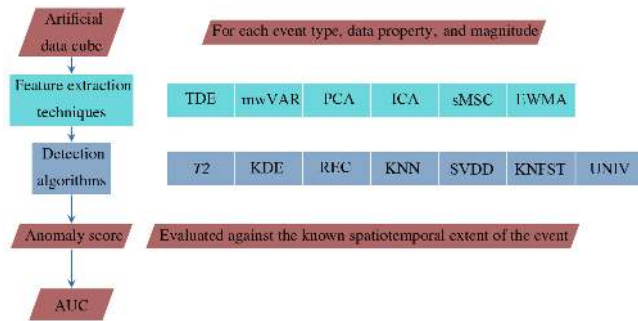 Artificial
data cube
For each event type, data property, and magnitude
Feature extraction
techniques
TDE mwVAR PCA ICA sMSC EWMA
Detection
algorithms
T2 KDE REC KNN SVDD KNFST UNIV
Anomaly score
Evaluated against the known spatiotemporal extent of the event
AUC